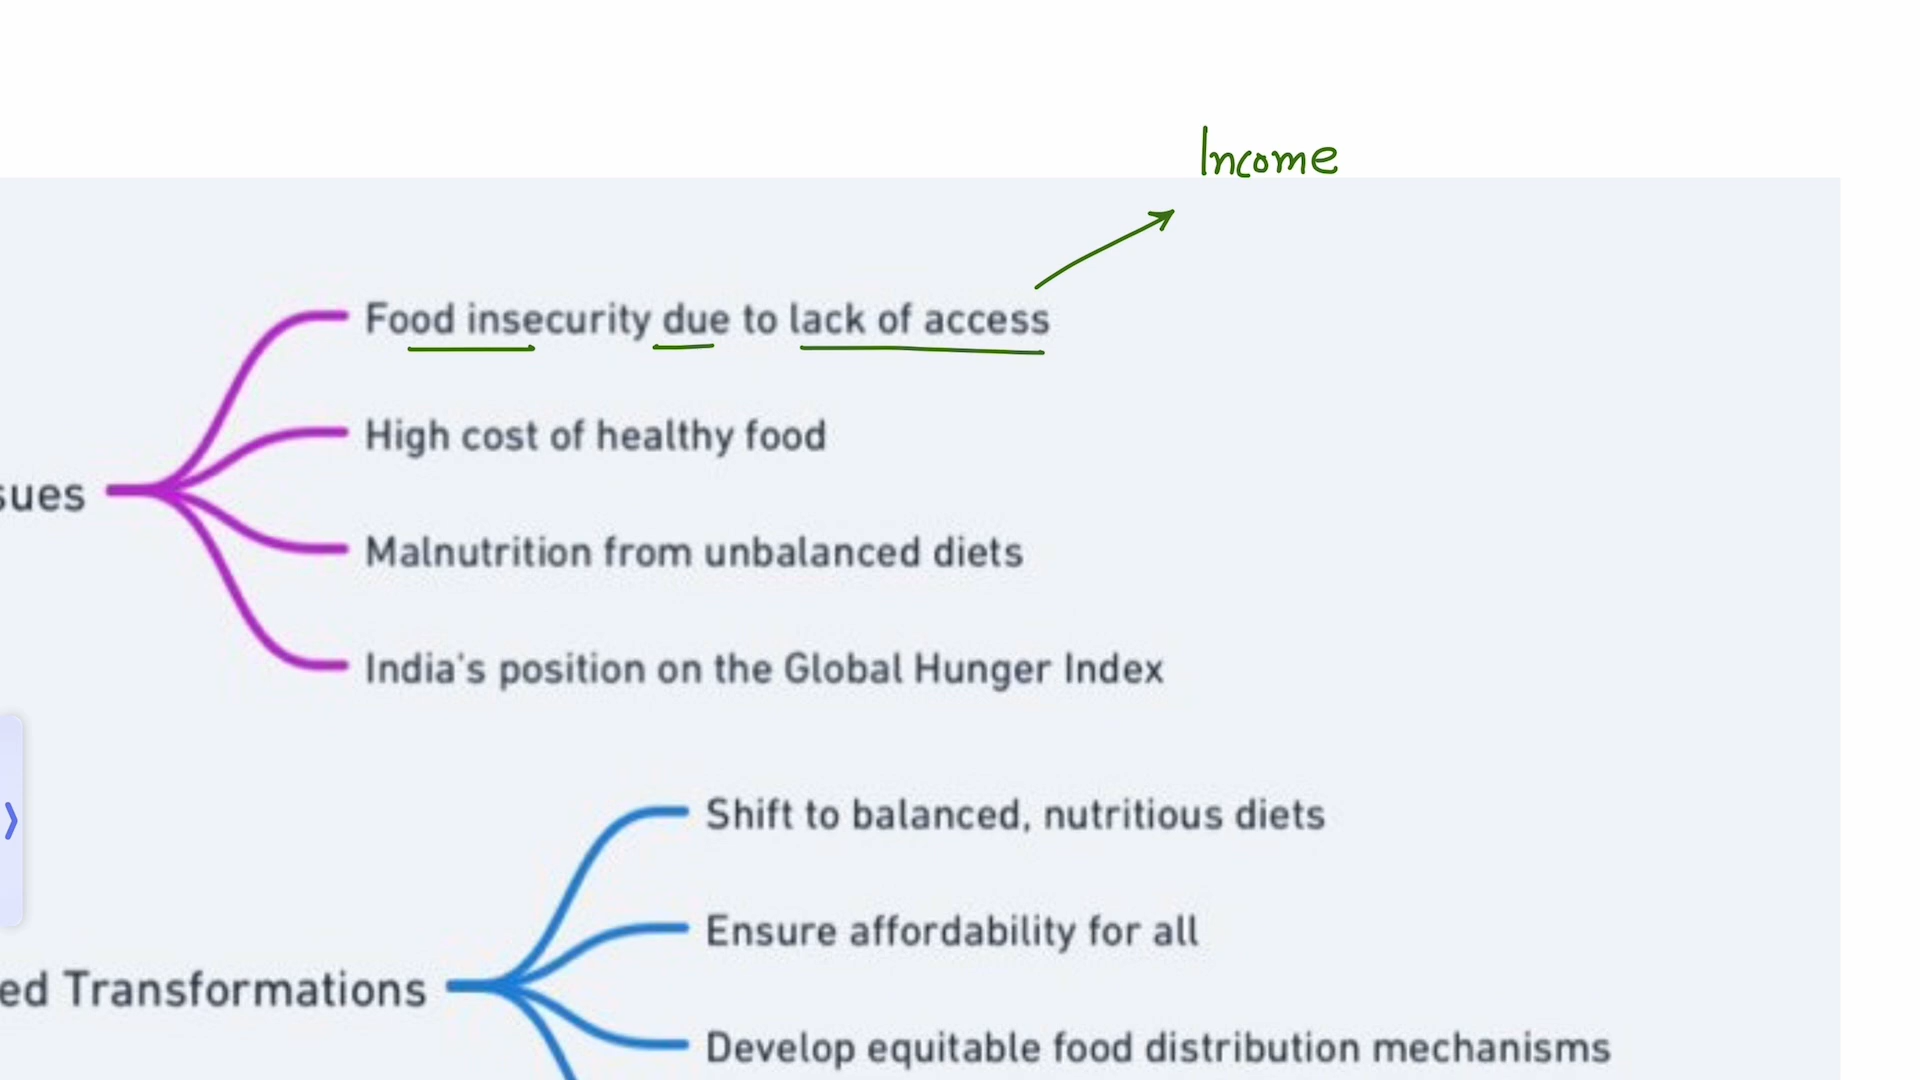 Income
Food insecurity due to lack of access
High cost of healthy food
sues
Malnutrition from unbalanced diets
India's position on the Global Hunger Index
Shift to balanced, nutritious diets
Ensure affordability for all
ed Transformations
Develop equitable food distribution mechanisms